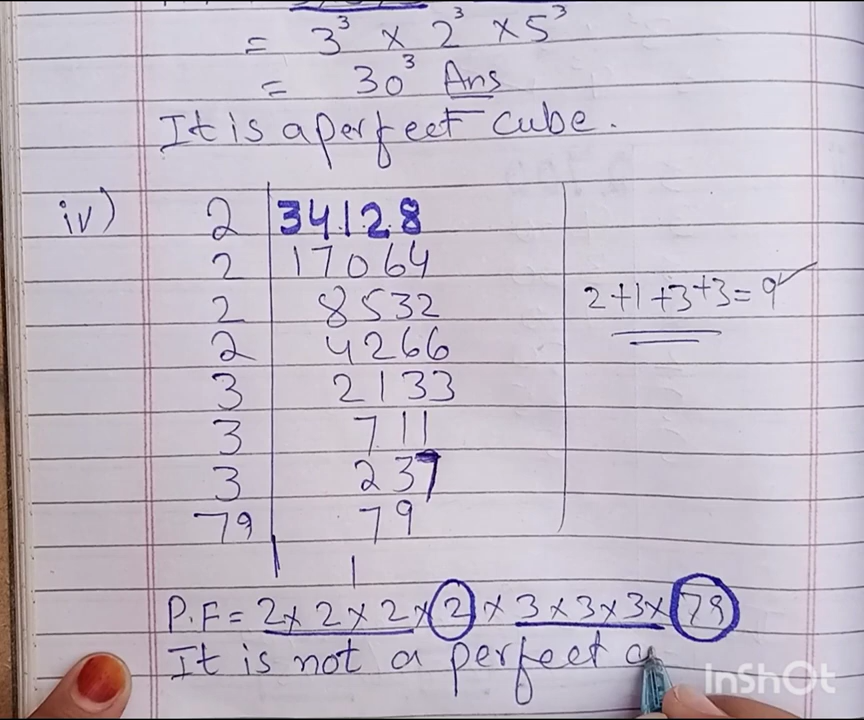 = 3³ × 2³ × 5³
= 30³ Ans
It is a perfect cube.
iv) 2 | 34128
2 | 17064
2 | 8532 2+1+3+3=9✓
2 | 4266
3 | 2133
3 | 711
3 | 237
79 | 79
1
P.F = 2 × 2 × 2 × 2 × 3 × 3 × 3 × 79
It is not a perfect c
InShOt